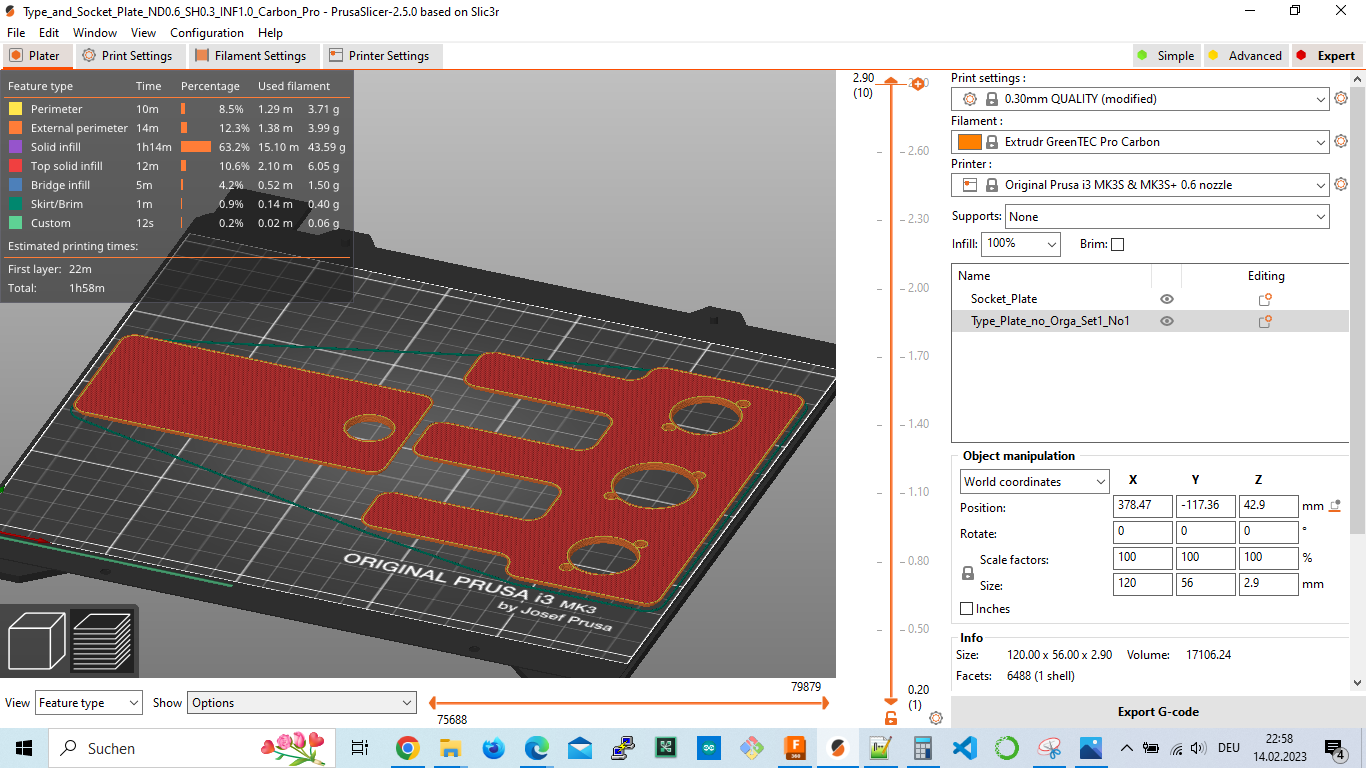 Type_and_Socket_Plate_ND0.6_SH0.3_INF1.0_Carbon_Pro - PrusaSlicer-2.5.0 based on Slic3r
File Edit Window View Configuration Help
Plater Print Settings Filament Settings Printer Settings Simple Advanced Expert
Feature type Time Percentage Used filament
Perimeter 10m 8.5% 1.29 m 3.71 g
External perimeter 14m 12.3% 1.38 m 3.99 g
Solid infill 1h14m 63.2% 15.10 m 43.59 g
Top solid infill 12m 10.6% 2.10 m 6.05 g
Bridge infill 5m 4.2% 0.52 m 1.50 g
Skirt/Brim 1m 0.9% 0.14 m 0.40 g
Custom 12s 0.2% 0.02 m 0.06 g
Estimated printing times:
First layer: 22m
Total: 1h58m
ORIGINAL PRUSA i3 MK3
by Josef Prusa
2.90
(10)
2.60
2.30
2.00
1.70
1.40
1.10
0.80
0.50
0.20
(1)
Print settings :
0.30mm QUALITY (modified)
Filament :
Extrudr GreenTEC Pro Carbon
Printer :
Original Prusa i3 MK3S & MK3S+ 0.6 nozzle
Supports: None
Infill: 100% Brim:
Name Editing
Socket_Plate
Type_Plate_no_Orga_Set1_No1
Object manipulation
World coordinates X Y Z
Position: 378.47 -117.36 42.9 mm
Rotate: 0 0 0 °
Scale factors: 100 100 100 %
Size: 120 56 2.9 mm
Inches
Info
Size: 120.00 x 56.00 x 2.90 Volume: 17106.24
Facets: 6488 (1 shell)
Export G-code
View Feature type Show Options
79879
75688
Suchen
DEU
22:58
14.02.2023
4